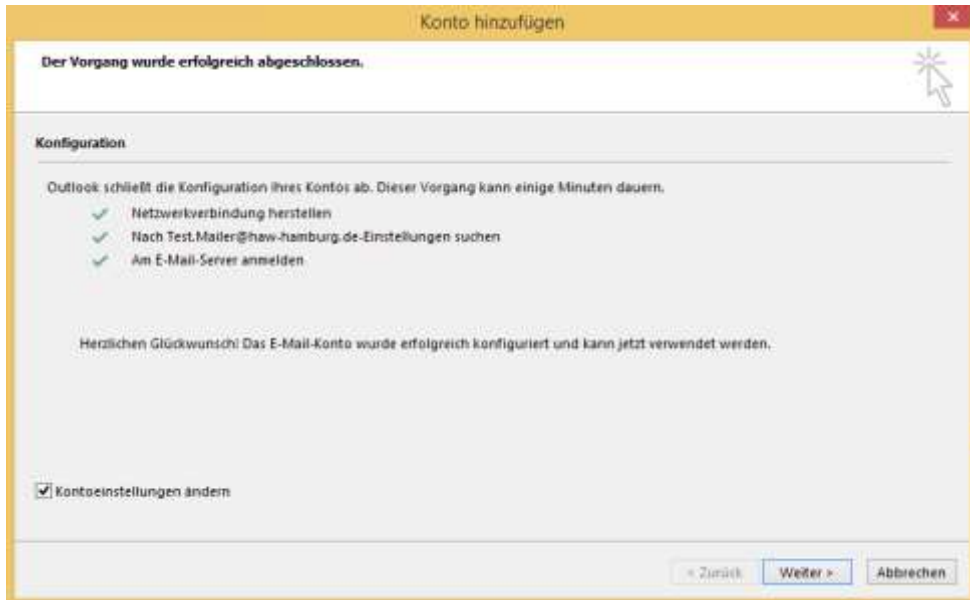 Konto hinzufügen
Der Vorgang wurde erfolgreich abgeschlossen.
Konfiguration
Outlook schließt die Konfiguration Ihres Kontos ab. Dieser Vorgang kann einige Minuten dauern.
Netzwerkverbindung herstellen
Nach Test.Mailer@haw-hamburg.de-Einstellungen suchen
Am E-Mail-Server anmelden
Herzlichen Glückwunsch! Das E-Mail-Konto wurde erfolgreich konfiguriert und kann jetzt verwendet werden.
Kontoeinstellungen ändern
< Zurück Weiter > Abbrechen